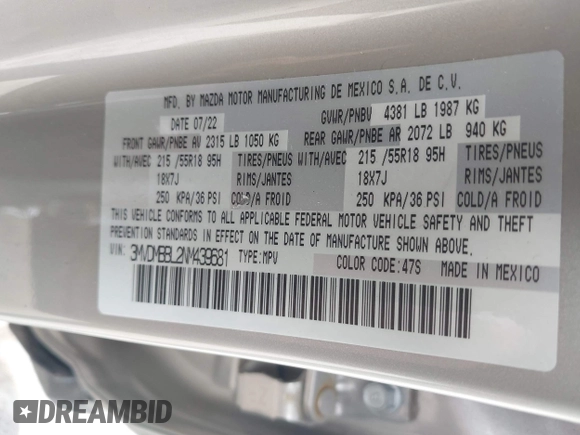 MFD. BY MAZDA MOTOR MANUFACTURING DE MEXICO S.A. DE C.V.
DATE 07/22 GVWR/PNBV 4381 LB 1987 KG
FRONT GAWR/PNBE AV 2315 LB 1050 KG REAR GAWR/PNBE AR 2072 LB 940 KG
WITH/AVEC 215 /55R18 95H TIRES/PNEUS WITH/AVEC 215 /55R18 95H TIRES/PNEUS
18X7J RIMS/JANTES 18X7J RIMS/JANTES
250 KPA/36 PSI COLD/A FROID 250 KPA/36 PSI COLD/A FROID
THIS VEHICLE CONFORMS TO ALL APPLICABLE FEDERAL MOTOR VEHICLE SAFETY AND THEFT
PREVENTION STANDARDS IN EFFECT ON THE DATE OF MANUFACTURE SHOWN ABOVE.
VIN: 3MVDMBBL2NM439681 TYPE:MPV COLOR CODE:47S MADE IN MEXICO
DREAMBID